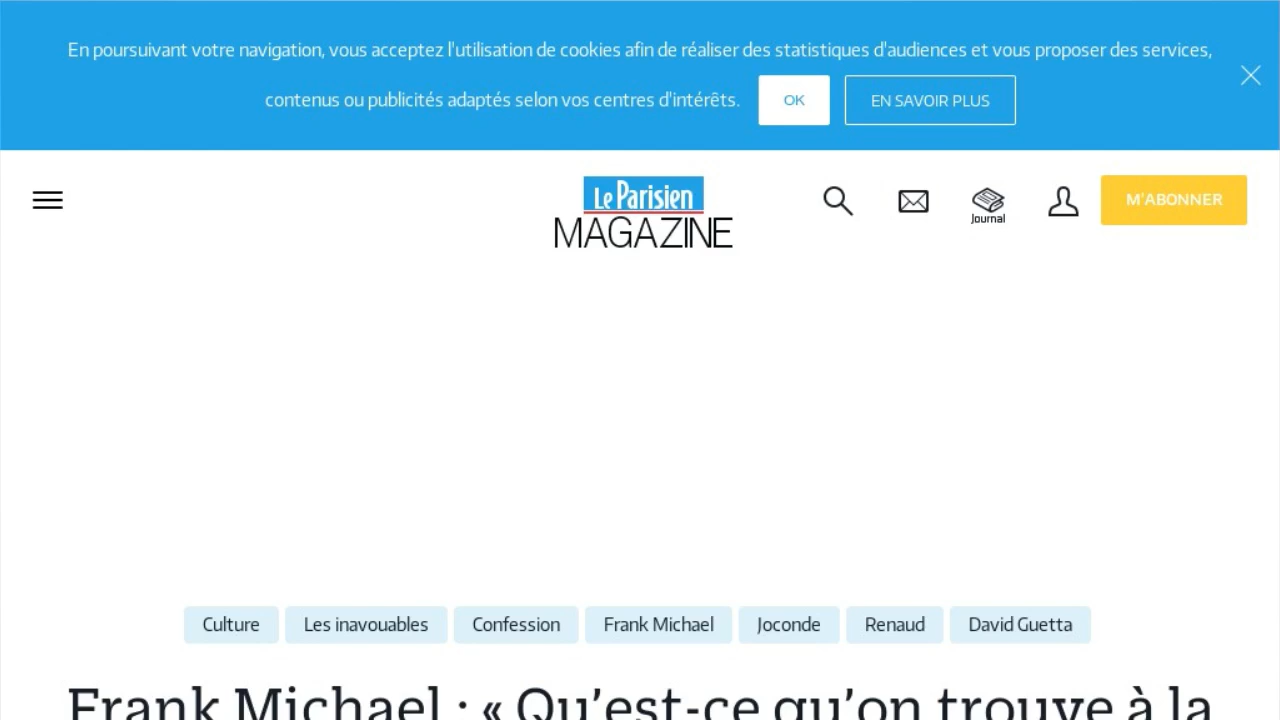 En poursuivant votre navigation, vous acceptez l'utilisation de cookies afin de réaliser des statistiques d'audiences et vous proposer des services,
contenus ou publicités adaptés selon vos centres d'intérêts.
OK
EN SAVOIR PLUS
Le Parisien
MAGAZINE
Journal
M'ABONNER
Culture
Les inavouables
Confession
Frank Michael
Joconde
Renaud
David Guetta
Frank Michael : « Qu’est-ce qu’on trouve à la